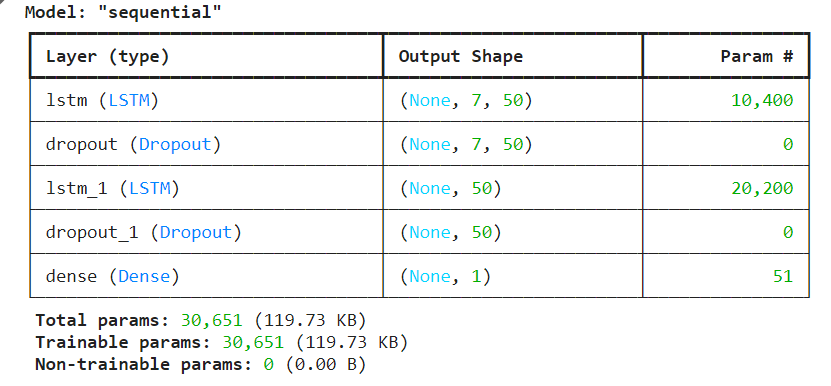 Model: "sequential"
Layer (type) Output Shape Param #
lstm (LSTM) (None, 7, 50) 10,400
dropout (Dropout) (None, 7, 50) 0
lstm_1 (LSTM) (None, 50) 20,200
dropout_1 (Dropout) (None, 50) 0
dense (Dense) (None, 1) 51
Total params: 30,651 (119.73 KB)
Trainable params: 30,651 (119.73 KB)
Non-trainable params: 0 (0.00 B)